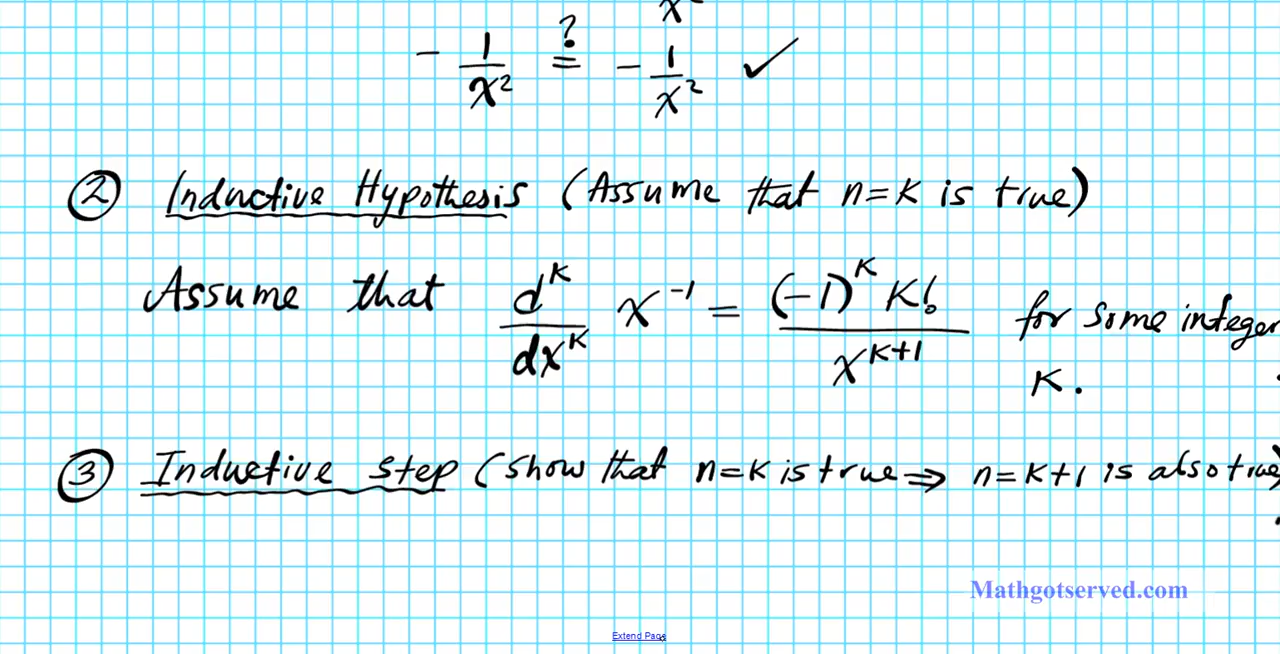 x²
- 1/x² ≟ - 1/x² ✓
② Inductive Hypothesis (Assume that n=K is true)
Assume that d^K/dx^K x^-1 = (-1)^K K!/x^(K+1) for some integer
K.
③ Inductive Step (Show that n=K is true ⇒ n=K+1 is also true)
.
Mathgotserved.com
Extend Page